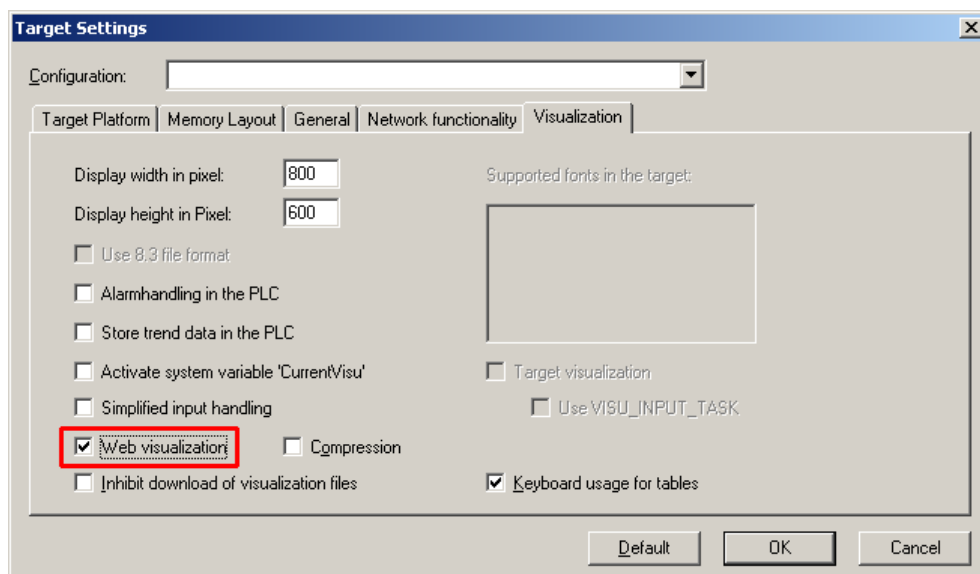 Target Settings
Configuration:
Target Platform Memory Layout General Network functionality Visualization
Display width in pixel: 800 Supported fonts in the target:
Display height in Pixel: 600
Use 8.3 file format
Alarmhandling in the PLC
Store trend data in the PLC
Activate system variable 'CurrentVisu' Target visualization
Simplified input handling Use VISU_INPUT_TASK
Web visualization Compression
Inhibit download of visualization files Keyboard usage for tables
Default OK Cancel